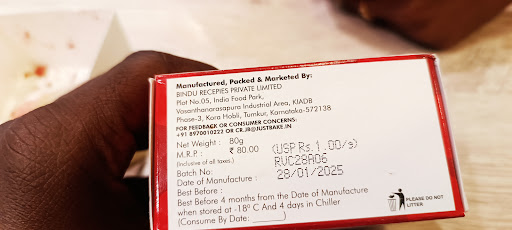 Manufactured, Packed & Marketed By:
BINDU RECEPIES PRIVATE LIMITED
Plot No.05, India Food Park,
Vasanthanarasapura Industrial Area, KIADB
Phase-3, Kora Hobli, Tumkur, Karnataka-572138
FOR FEEDBACK OR CONSUMER CONCERNS:
+91 8970010222 OR CR.JB@JUSTBAKE.IN
Net Weight : 80g
M.R.P. : ₹ 80.00 (USP Rs.1.00/g)
(Inclusive of all taxes.)
Batch No: RVC28A06
Date of Manufacture : 28/01/2025
Best Before :
Best Before 4 months from the Date of Manufacture
when stored at -18° C And 4 days in Chiller
(Consume By Date: ______)
PLEASE DO NOT
LITTER